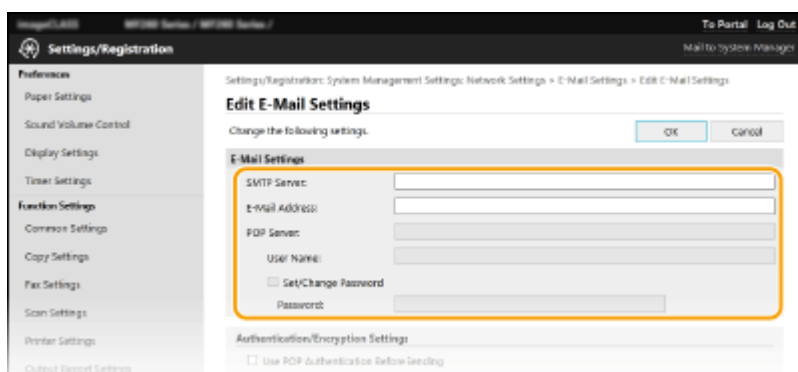 To Portal Log Out
Settings/Registration
Mail to System Manager
Preferences
Paper Settings
Sound Volume Control
Display Settings
Timer Settings
Function Settings
Common Settings
Copy Settings
Fax Settings
Scan Settings
Printer Settings
Output Report Settings
Settings/Registration: System Management Settings: Network Settings > E-Mail Settings > Edit E-Mail Settings
Edit E-Mail Settings
Change the following settings.
OK
Cancel
E-Mail Settings
SMTP Server:
E-Mail Address:
POP Server:
User Name:
Set/Change Password
Password:
Authentication/Encryption Settings
Use POP Authentication Before Sending